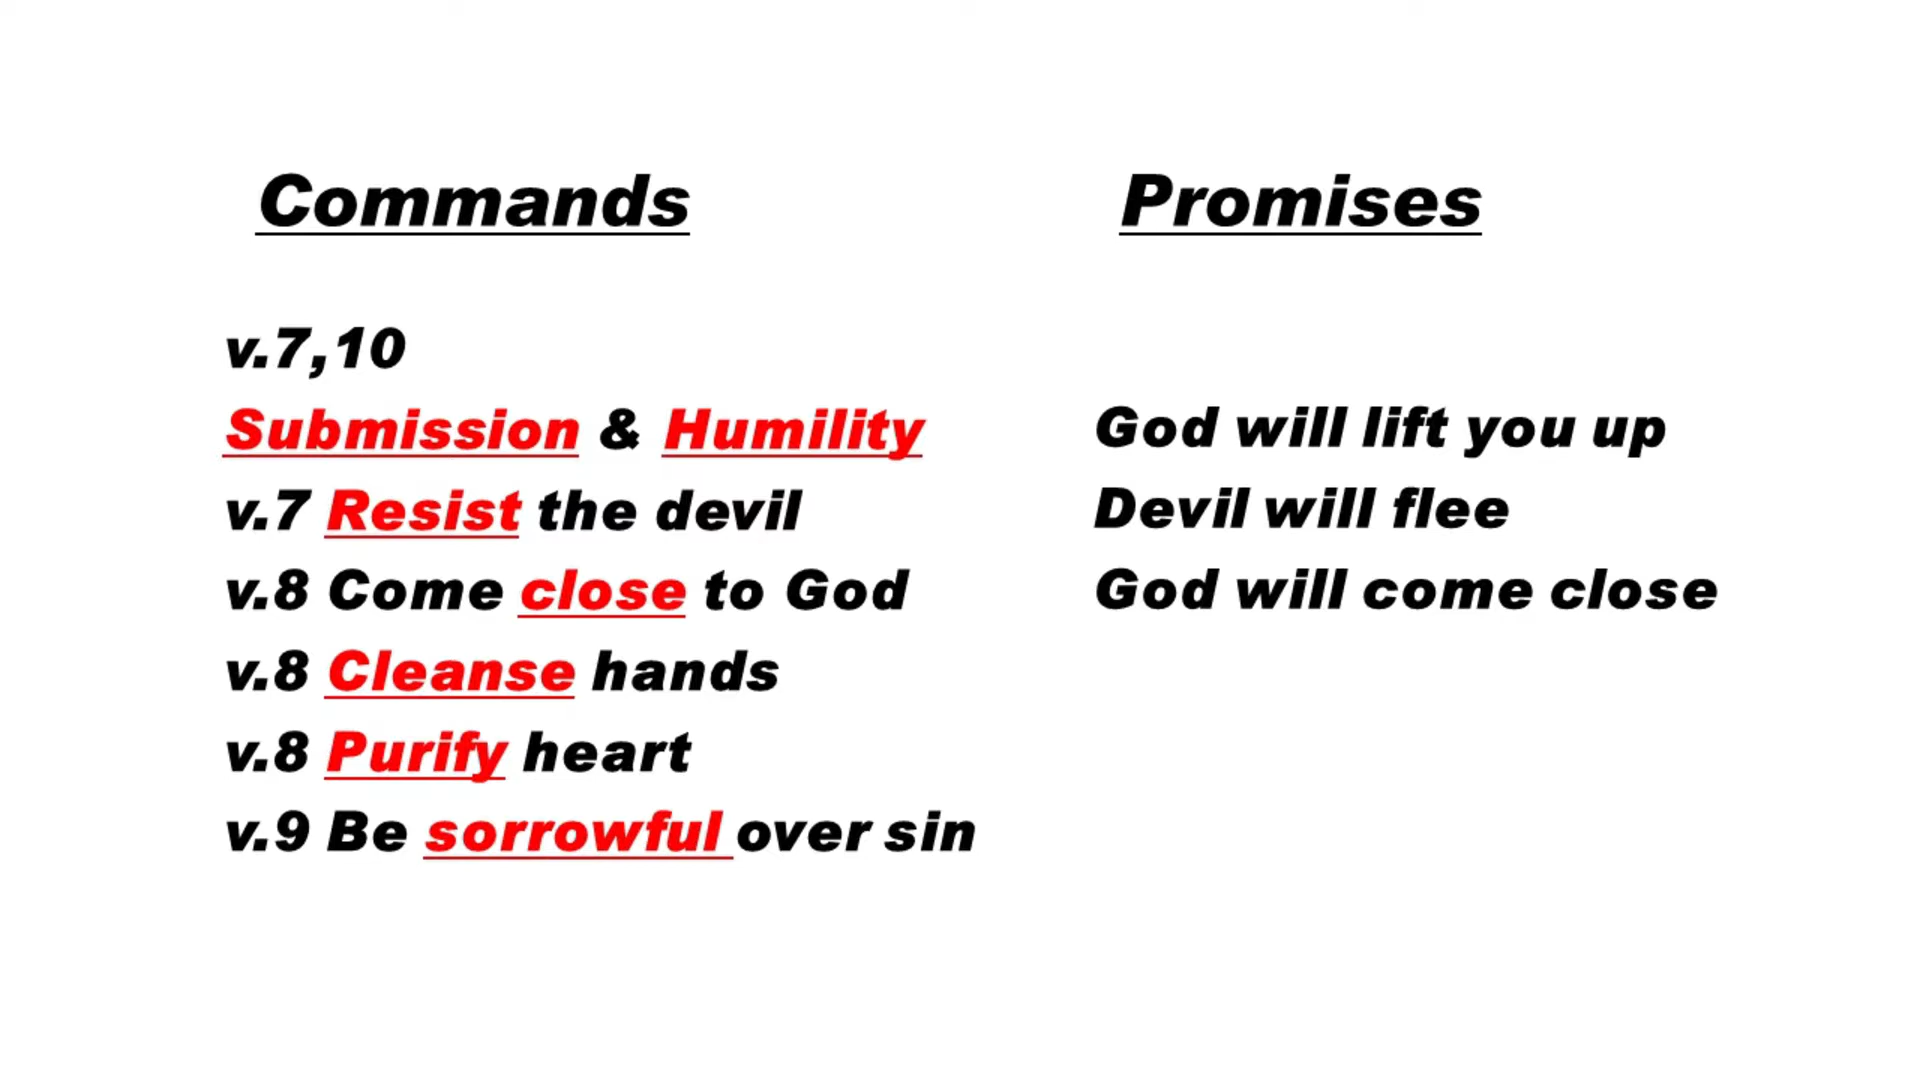 Commands Promises
v.7,10
Submission & Humility God will lift you up
v.7 Resist the devil Devil will flee
v.8 Come close to God God will come close
v.8 Cleanse hands
v.8 Purify heart
v.9 Be sorrowful over sin